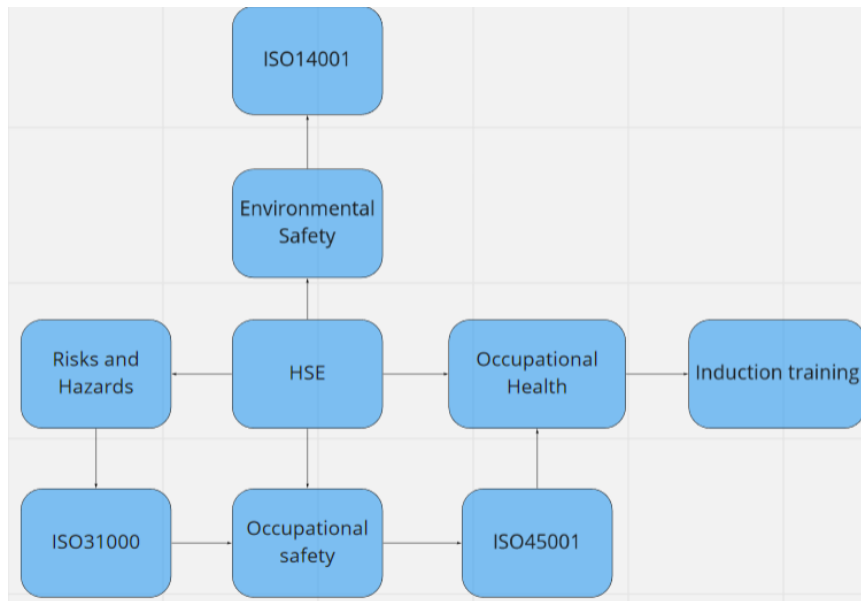 ISO14001
Environmental
Safety
Risks and
Hazards
HSE
Occupational
Health
Induction training
ISO31000
Occupational
safety
ISO45001